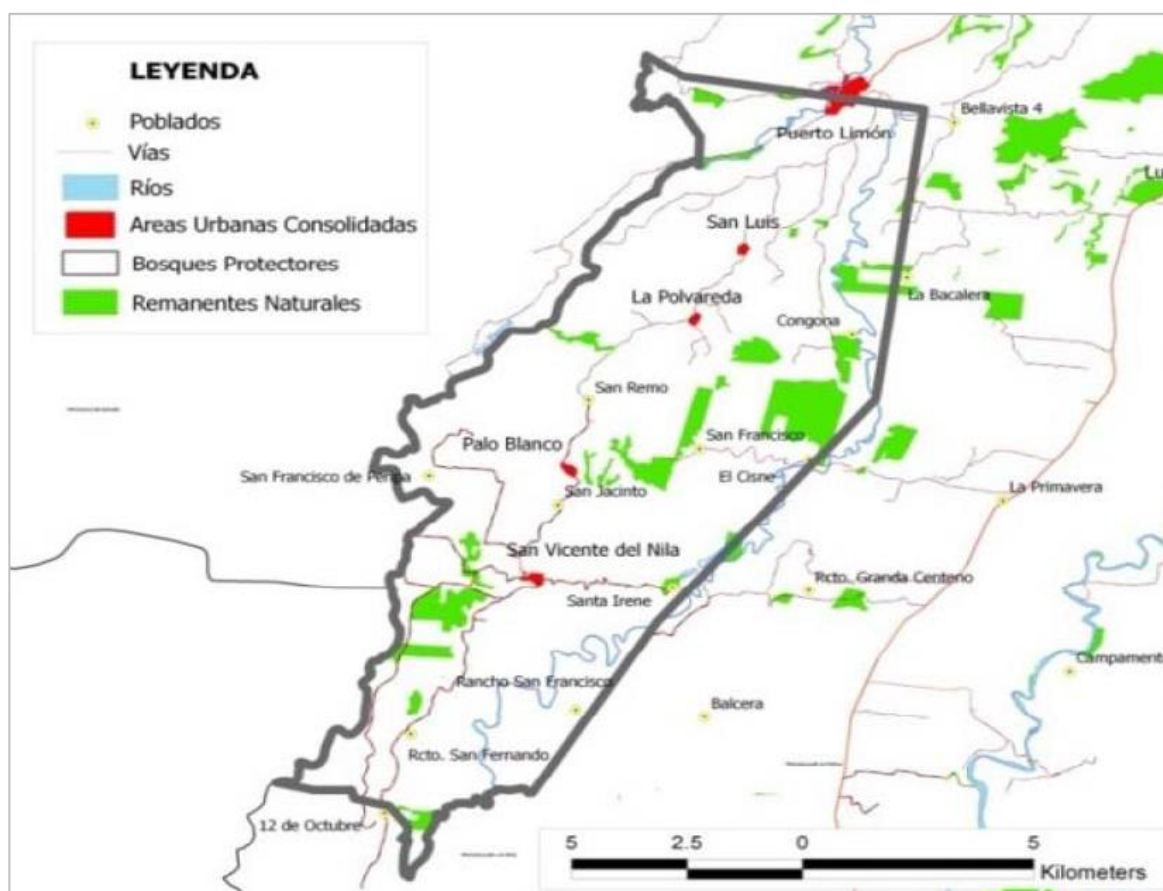 LEYENDA
Poblados
Vías
Ríos
Areas Urbanas Consolidadas
Bosques Protectores
Remanentes Naturales
Puerto Limón
Bellavista 4
Lu
San Luis
La Bacalera
La Polvareda
Congona
San Remo
Palo Blanco
San Francisco
San Francisco de Peripa
El Cisne
San Jacinto
La Primavera
San Vicente del Nila
Santa Irene
Rcto. Granda Centeno
Campamento
Rancho San Francisco
Balcera
Rcto. San Fernando
12 de Octubre
5 2.5 0 5
Kilometers